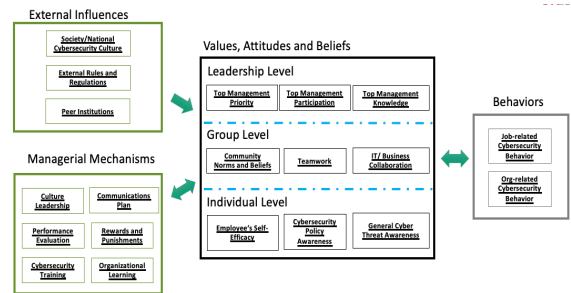 External Influences
Society/National
Cybersecurity Culture
External Rules and
Regulations
Peer Institutions
Managerial Mechanisms
Culture
Leadership
Communications
Plan
Performance
Evaluation
Rewards and
Punishments
Cybersecurity
Training
Organizational
Learning
Values, Attitudes and Beliefs
Leadership Level
Top Management
Priority
Top Management
Participation
Top Management
Knowledge
Group Level
Community
Norms and Beliefs
Teamwork
IT/ Business
Collaboration
Individual Level
Employee's Self-
Efficacy
Cybersecurity
Policy
Awareness
General Cyber
Threat Awareness
Behaviors
Job-related
Cybersecurity
Behavior
Org-related
Cybersecurity
Behavior